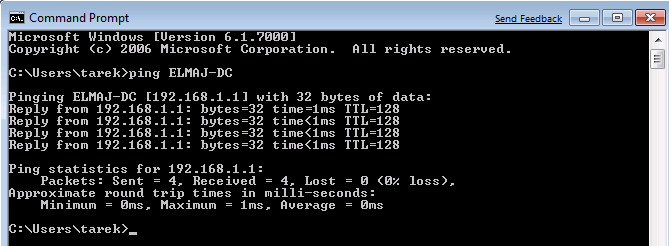 Command Prompt
Send Feedback
Microsoft Windows [Version 6.1.7000]
Copyright (c) 2006 Microsoft Corporation.  All rights reserved.
C:\Users\tarek>ping ELMAJ-DC
Pinging ELMAJ-DC [192.168.1.1] with 32 bytes of data:
Reply from 192.168.1.1: bytes=32 time=1ms TTL=128
Reply from 192.168.1.1: bytes=32 time<1ms TTL=128
Reply from 192.168.1.1: bytes=32 time<1ms TTL=128
Reply from 192.168.1.1: bytes=32 time<1ms TTL=128
Ping statistics for 192.168.1.1:
    Packets: Sent = 4, Received = 4, Lost = 0 (0% loss),
Approximate round trip times in milli-seconds:
    Minimum = 0ms, Maximum = 1ms, Average = 0ms
C:\Users\tarek>_